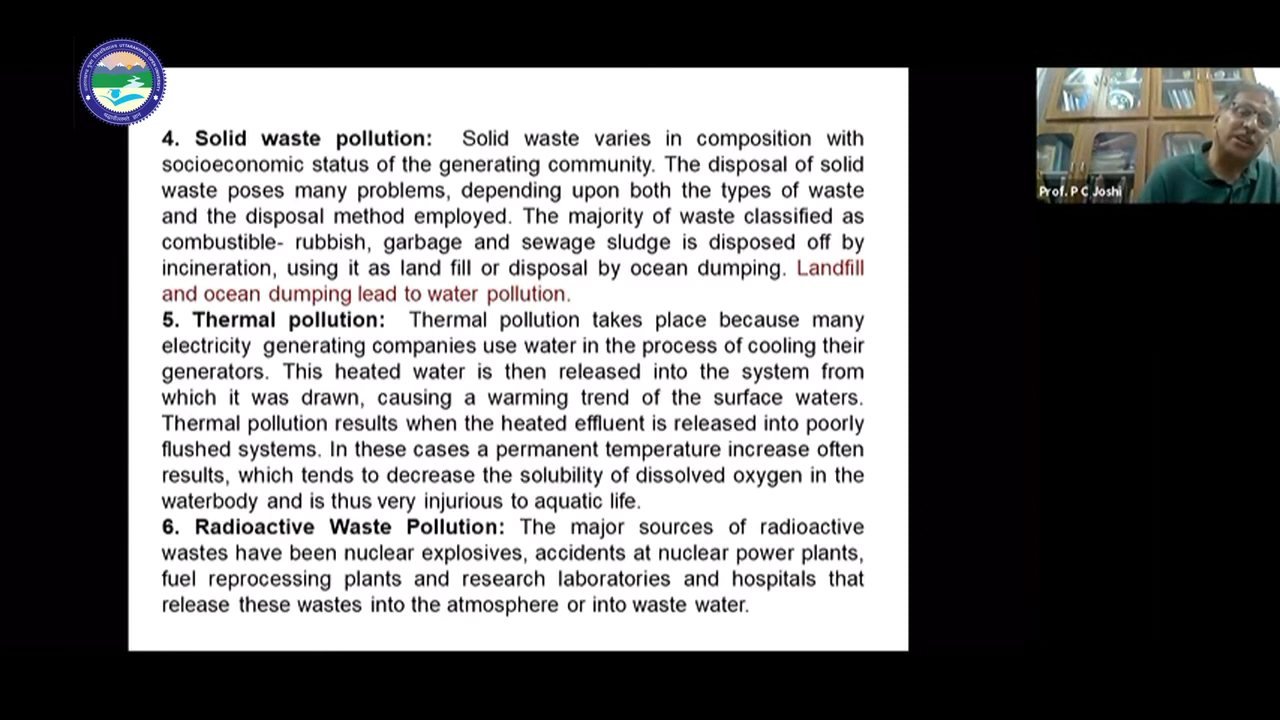 4. Solid waste pollution: Solid waste varies in composition with
socioeconomic status of the generating community. The disposal of solid
waste poses many problems, depending upon both the types of waste
and the disposal method employed. The majority of waste classified as
combustible- rubbish, garbage and sewage sludge is disposed off by
incineration, using it as land fill or disposal by ocean dumping. Landfill
and ocean dumping lead to water pollution.
5. Thermal pollution: Thermal pollution takes place because many
electricity generating companies use water in the process of cooling their
generators. This heated water is then released into the system from
which it was drawn, causing a warming trend of the surface waters.
Thermal pollution results when the heated effluent is released into poorly
flushed systems. In these cases a permanent temperature increase often
results, which tends to decrease the solubility of dissolved oxygen in the
waterbody and is thus very injurious to aquatic life.
6. Radioactive Waste Pollution: The major sources of radioactive
wastes have been nuclear explosives, accidents at nuclear power plants,
fuel reprocessing plants and research laboratories and hospitals that
release these wastes into the atmosphere or into waste water.
Prof. P C Joshi